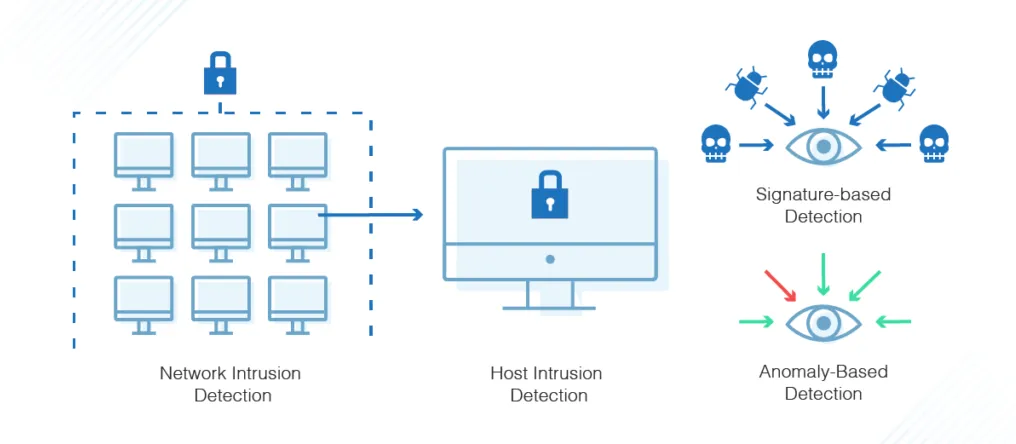 Network Intrusion
Detection
Host Intrusion
Detection
Signature-based
Detection
Anomaly-Based
Detection